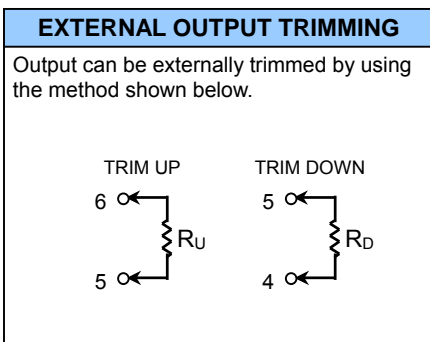 EXTERNAL OUTPUT TRIMMING
Output can be externally trimmed by using
the method shown below.
TRIM UP
6
RU
5
TRIM DOWN
5
RD
4